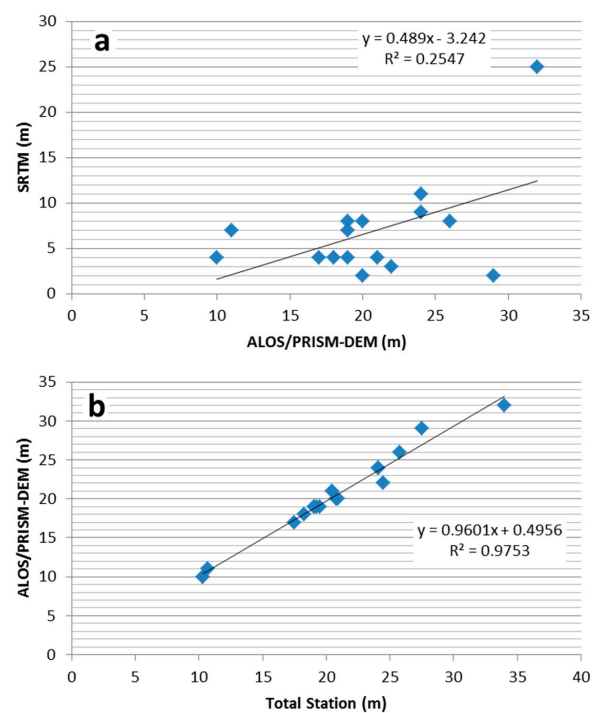 a
y = 0.489x - 3.242
R² = 0.2547
30
25
20
15
10
5
0
SRTM (m)
0 5 10 15 20 25 30 35
ALOS/PRISM-DEM (m)
b
35
30
25
20
15
10
5
0
ALOS/PRISM-DEM (m)
y = 0.9601x + 0.4956
R² = 0.9753
0 5 10 15 20 25 30 35 40
Total Station (m)